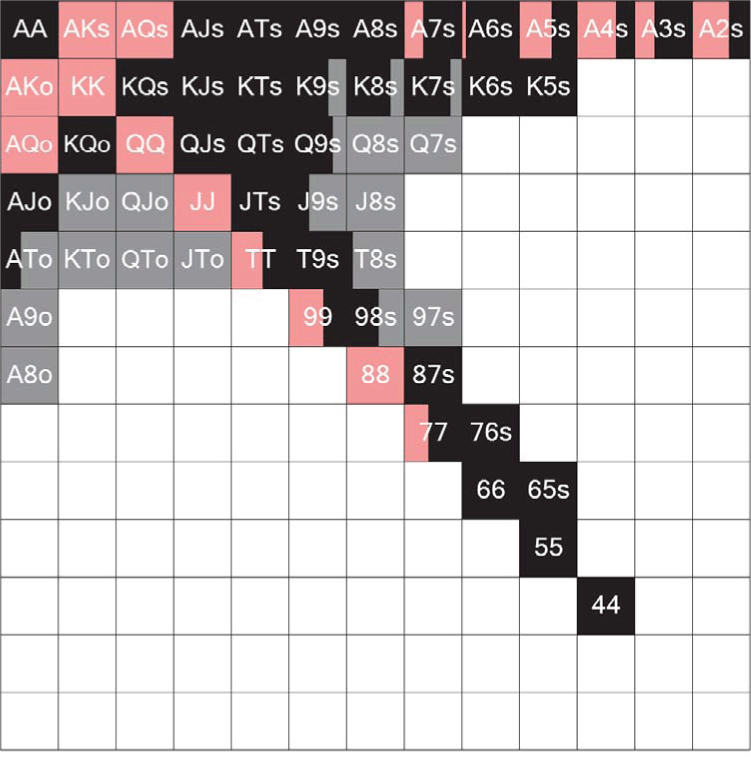 AA AKs AQs AJs ATs A9s A8s A7s A6s A5s A4s A3s A2s
AKo KK KQs KJs KTs K9s K8s K7s K6s K5s
AQo KQo QQ QJs QTs Q9s Q8s Q7s
AJo KJo QJo JJ JTs J9s J8s
ATo KTo QTo JTo TT T9s T8s
A9o 99 98s 97s
A8o 88 87s
77 76s
66 65s
55
44